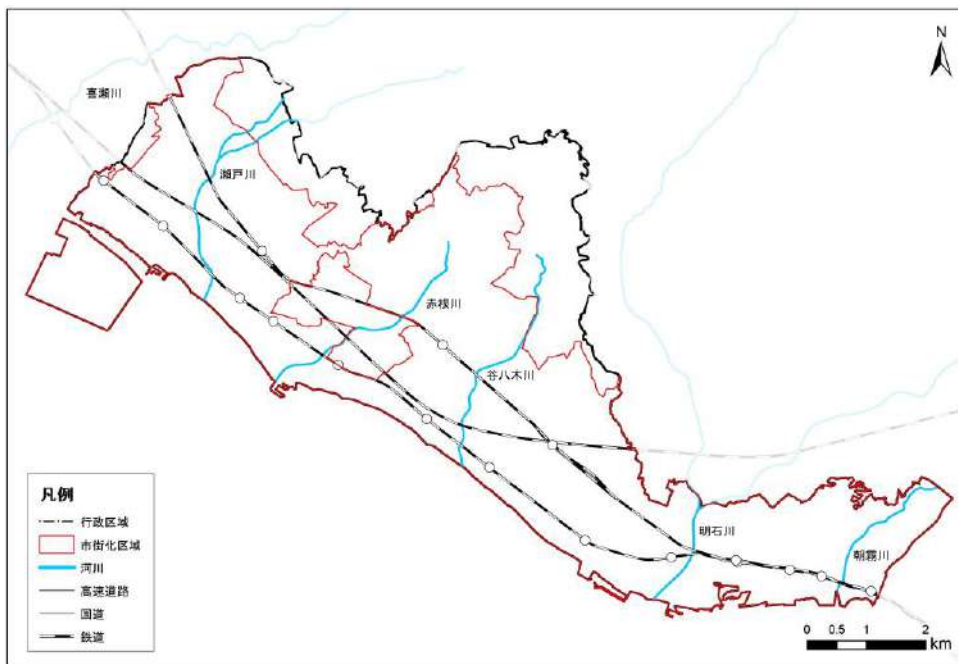 N
喜瀬川
瀬戸川
赤根川
谷八木川
明石川
朝霧川
凡例
行政区域
市街化区域
河川
高速道路
国道
鉄道
0 0.5 1 2
km